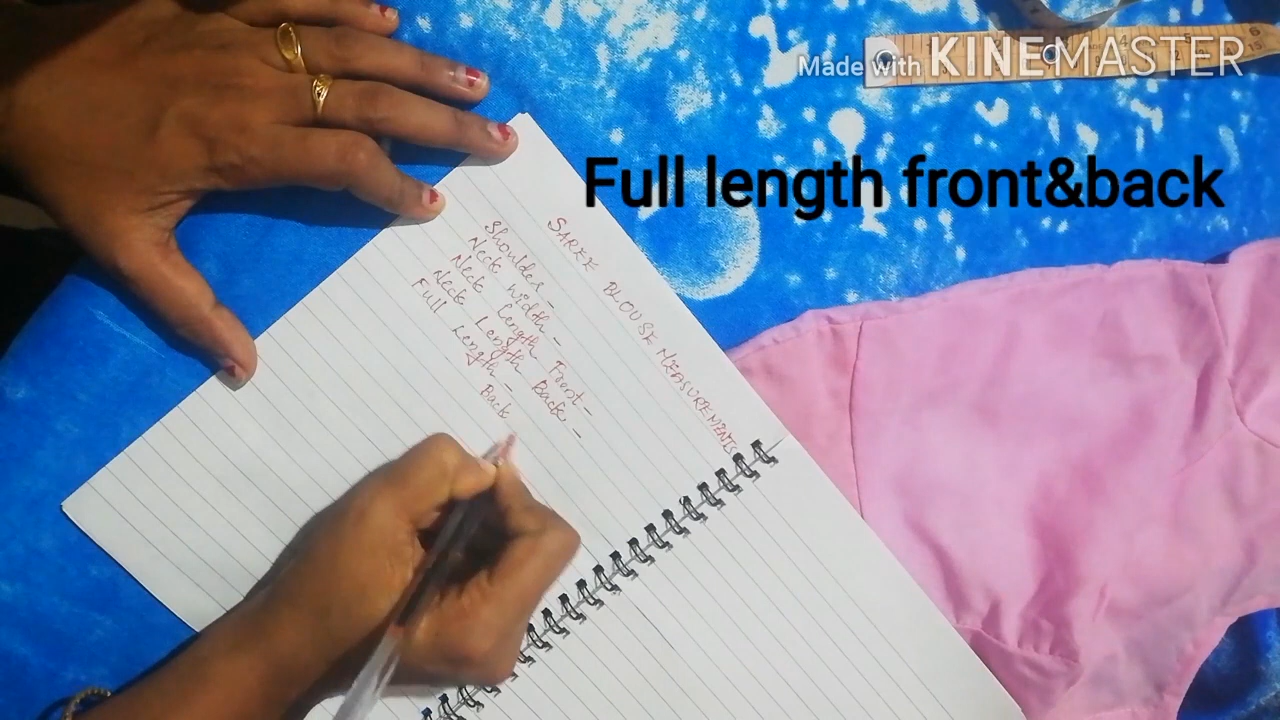 Made with KINEMASTER
Full length front&back
SAREE BLOUSE MEASUREMENTS
Shoulder -
Neck width -
Neck Length Front -
Neck Length Back -
Full Length -
Back